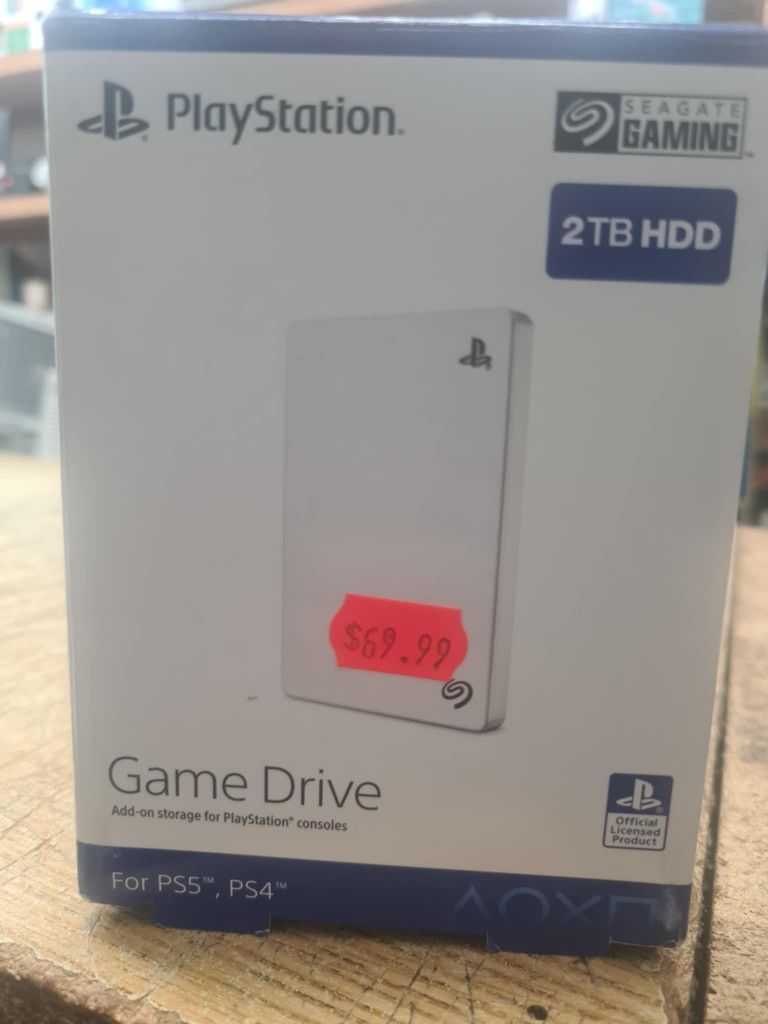 PlayStation®
SEAGATE
GAMING™
2TB HDD
$69.99
Game Drive
Add-on storage for PlayStation® consoles
Official
Licensed
Product
For PS5™, PS4™